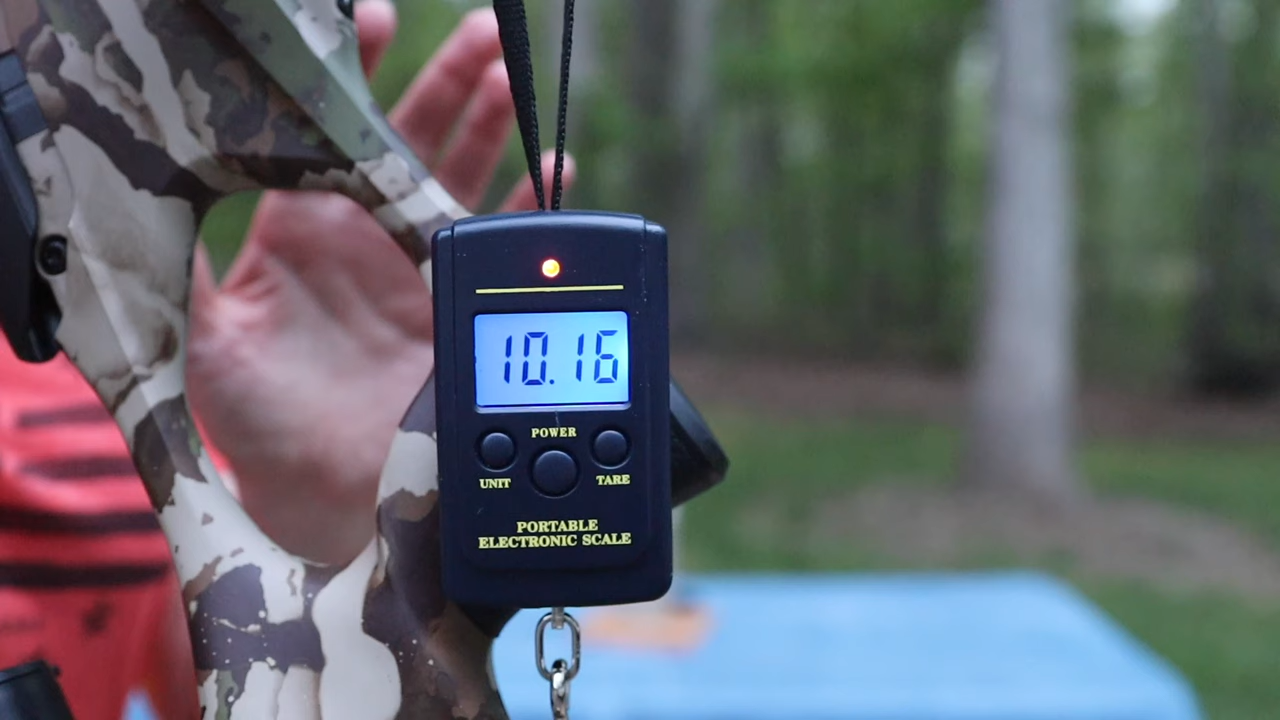 10.16
POWER
UNIT
TARE
PORTABLE
ELECTRONIC SCALE